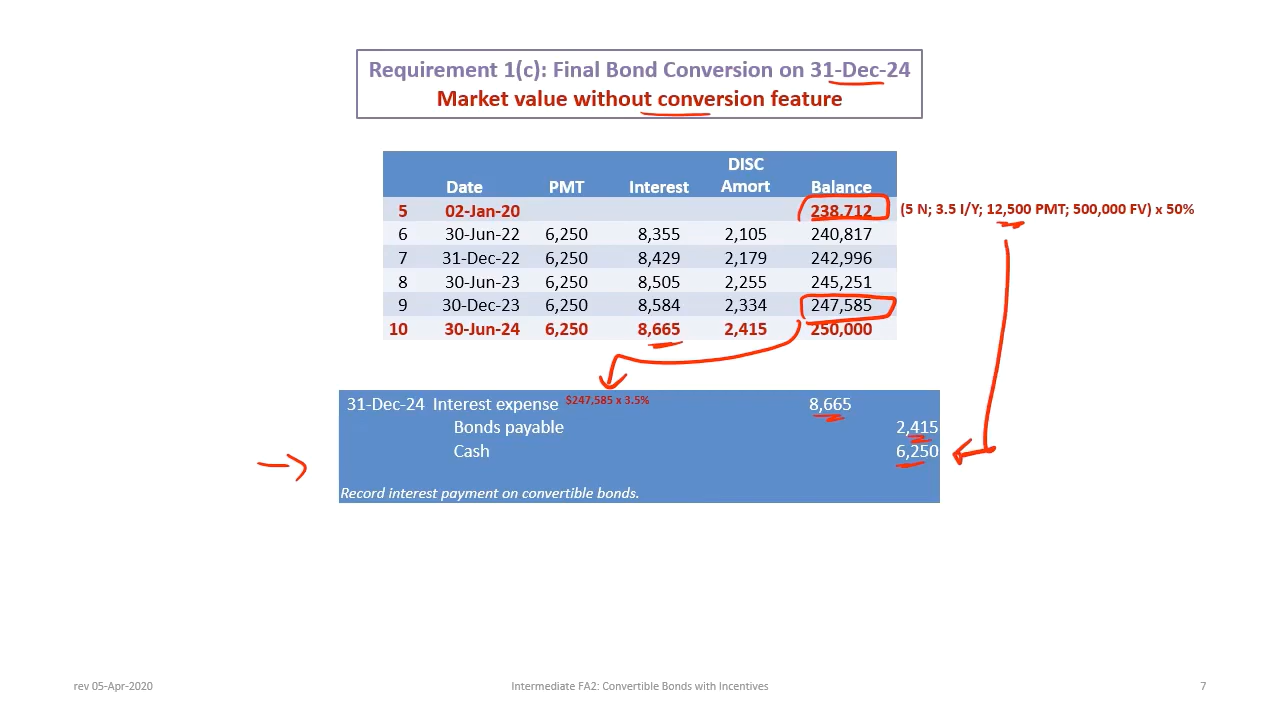 Requirement 1(c): Final Bond Conversion on 31-Dec-24
Market value without conversion feature
DISC
Date PMT Interest Amort Balance
5 02-Jan-20 238,712 (5 N; 3.5 I/Y; 12,500 PMT; 500,000 FV) x 50%
6 30-Jun-22 6,250 8,355 2,105 240,817
7 31-Dec-22 6,250 8,429 2,179 242,996
8 30-Jun-23 6,250 8,505 2,255 245,251
9 30-Dec-23 6,250 8,584 2,334 247,585
10 30-Jun-24 6,250 8,665 2,415 250,000
31-Dec-24 Interest expense $247,585 x 3.5% 8,665
Bonds payable 2,415
Cash 6,250
Record interest payment on convertible bonds.
rev 05-Apr-2020 Intermediate FA2: Convertible Bonds with Incentives 7